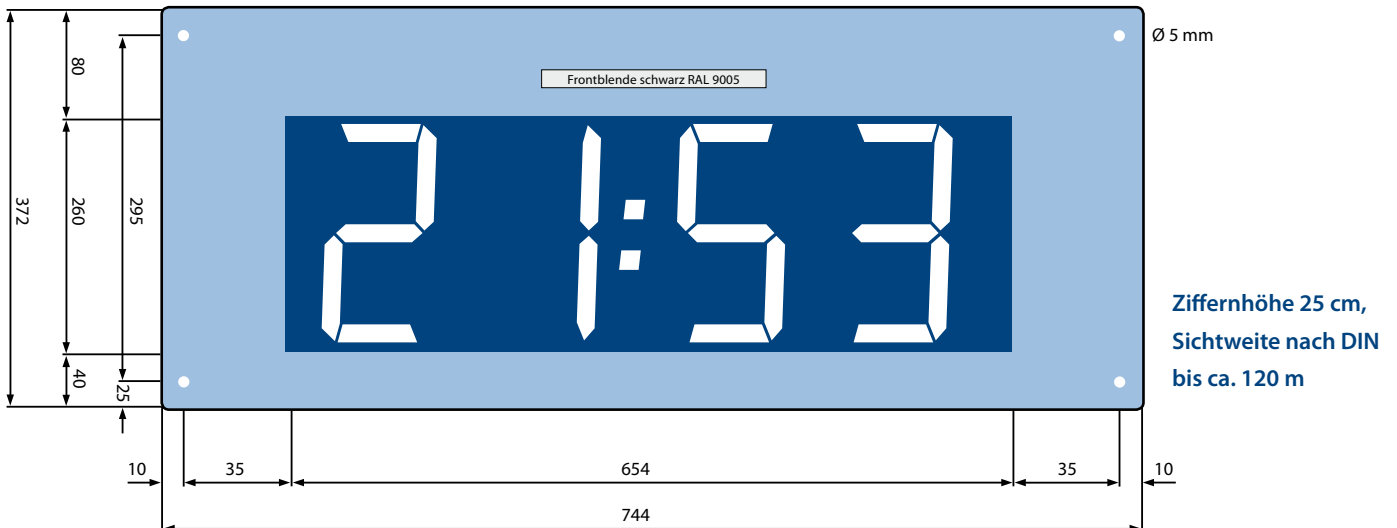 Ø 5 mm
80
Frontblende schwarz RAL 9005
21:53
372
260
295
Ziffernhöhe 25 cm,
Sichtweite nach DIN
bis ca. 120 m
40
25
10
35
654
35
10
744